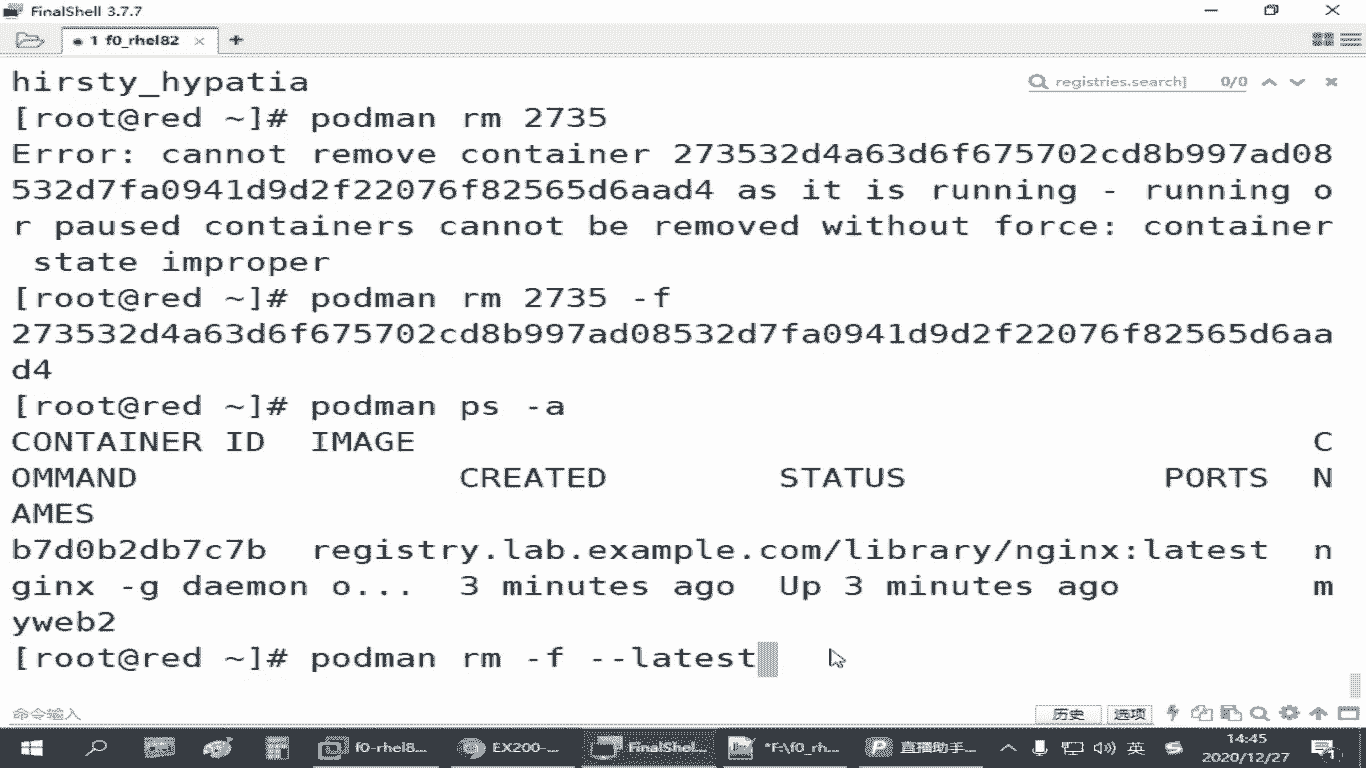 FinalShell 3.7.7
1 f0_rhel82
hirsty_hypatia
registries.search] 0/0
[root@red ~]# podman rm 2735
Error: cannot remove container 273532d4a63d6f675702cd8b997ad08
532d7fa0941d9d2f22076f82565d6aad4 as it is running - running o
r paused containers cannot be removed without force: container
 state improper
[root@red ~]# podman rm 2735 -f
273532d4a63d6f675702cd8b997ad08532d7fa0941d9d2f22076f82565d6aa
d4
[root@red ~]# podman ps -a
CONTAINER ID  IMAGE                                          C
OMMAND                 CREATED        STATUS            PORTS  N
AMES
b7d0b2db7c7b  registry.lab.example.com/library/nginx:latest  n
ginx -g daemon o...  3 minutes ago  Up 3 minutes ago         m
yweb2
[root@red ~]# podman rm -f --latest
命令输入
历史 选项
f0-rhel8... EX200-... FinalShel... *F:\f0_rh... 直播助手... 英 14:45
2020/12/27